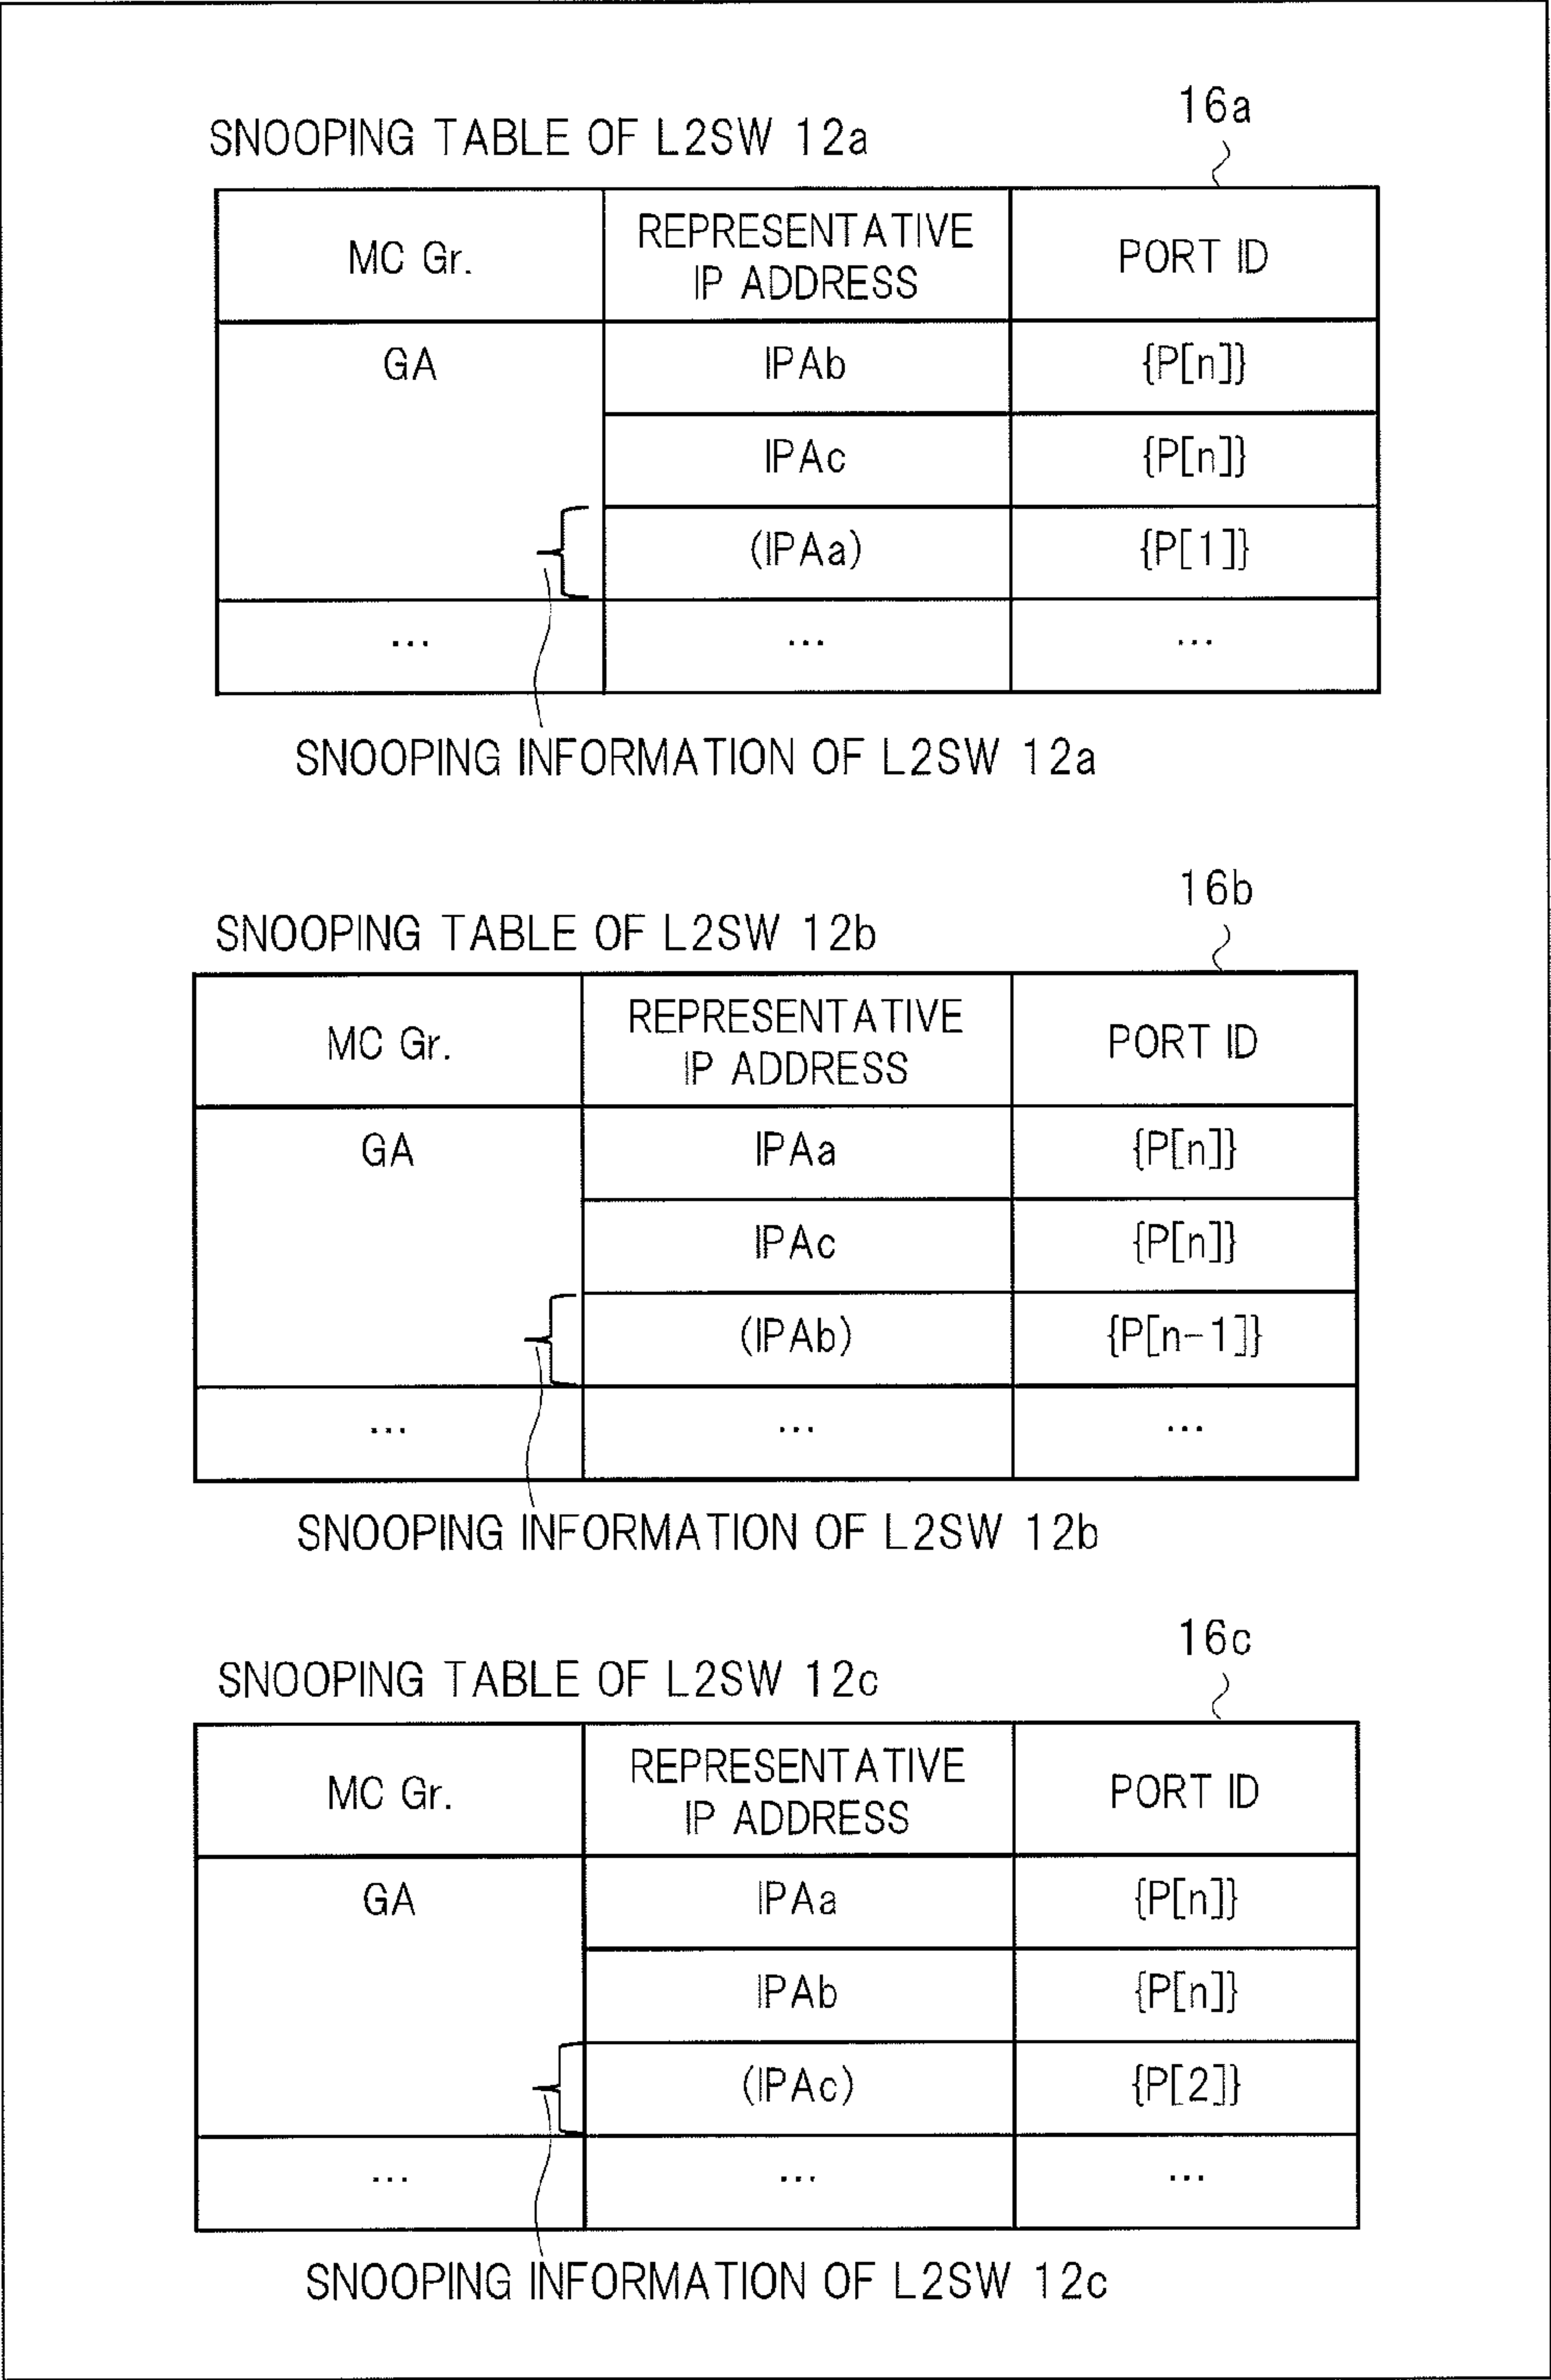 16a
SNOOPING TABLE OF L2SW 12a
MC Gr. REPRESENTATIVE IP ADDRESS PORT ID
GA IPAb {P[n]}
IPAc {P[n]}
(IPAa) {P[1]}
... ... ...
SNOOPING INFORMATION OF L2SW 12a
16b
SNOOPING TABLE OF L2SW 12b
MC Gr. REPRESENTATIVE IP ADDRESS PORT ID
GA IPAa {P[n]}
IPAc {P[n]}
(IPAb) {P[n-1]}
... ... ...
SNOOPING INFORMATION OF L2SW 12b
16c
SNOOPING TABLE OF L2SW 12c
MC Gr. REPRESENTATIVE IP ADDRESS PORT ID
GA IPAa {P[n]}
IPAb {P[n]}
(IPAc) {P[2]}
... ... ...
SNOOPING INFORMATION OF L2SW 12c